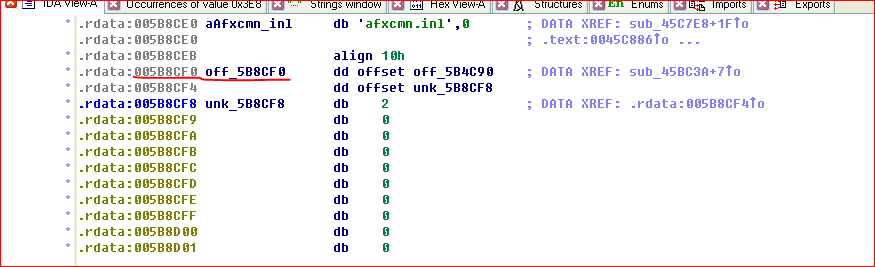 IDA View-A Occurrences of value 0x3E8 Strings window Hex View-A Structures En Enums Imports Exports
.rdata:005B8CE0 aAfxcmn_inl db 'afxcmn.inl',0 ; DATA XREF: sub_45C7E8+1F↑o
.rdata:005B8CE0 ; .text:0045C886↑o ...
.rdata:005B8CEB align 10h
.rdata:005B8CF0 off_5B8CF0 dd offset off_5B4C90 ; DATA XREF: sub_45BC3A+7↑o
.rdata:005B8CF4 dd offset unk_5B8CF8
.rdata:005B8CF8 unk_5B8CF8 db 2 ; DATA XREF: .rdata:005B8CF4↑o
.rdata:005B8CF9 db 0
.rdata:005B8CFA db 0
.rdata:005B8CFB db 0
.rdata:005B8CFC db 0
.rdata:005B8CFD db 0
.rdata:005B8CFE db 0
.rdata:005B8CFF db 0
.rdata:005B8D00 db 0
.rdata:005B8D01 db 0